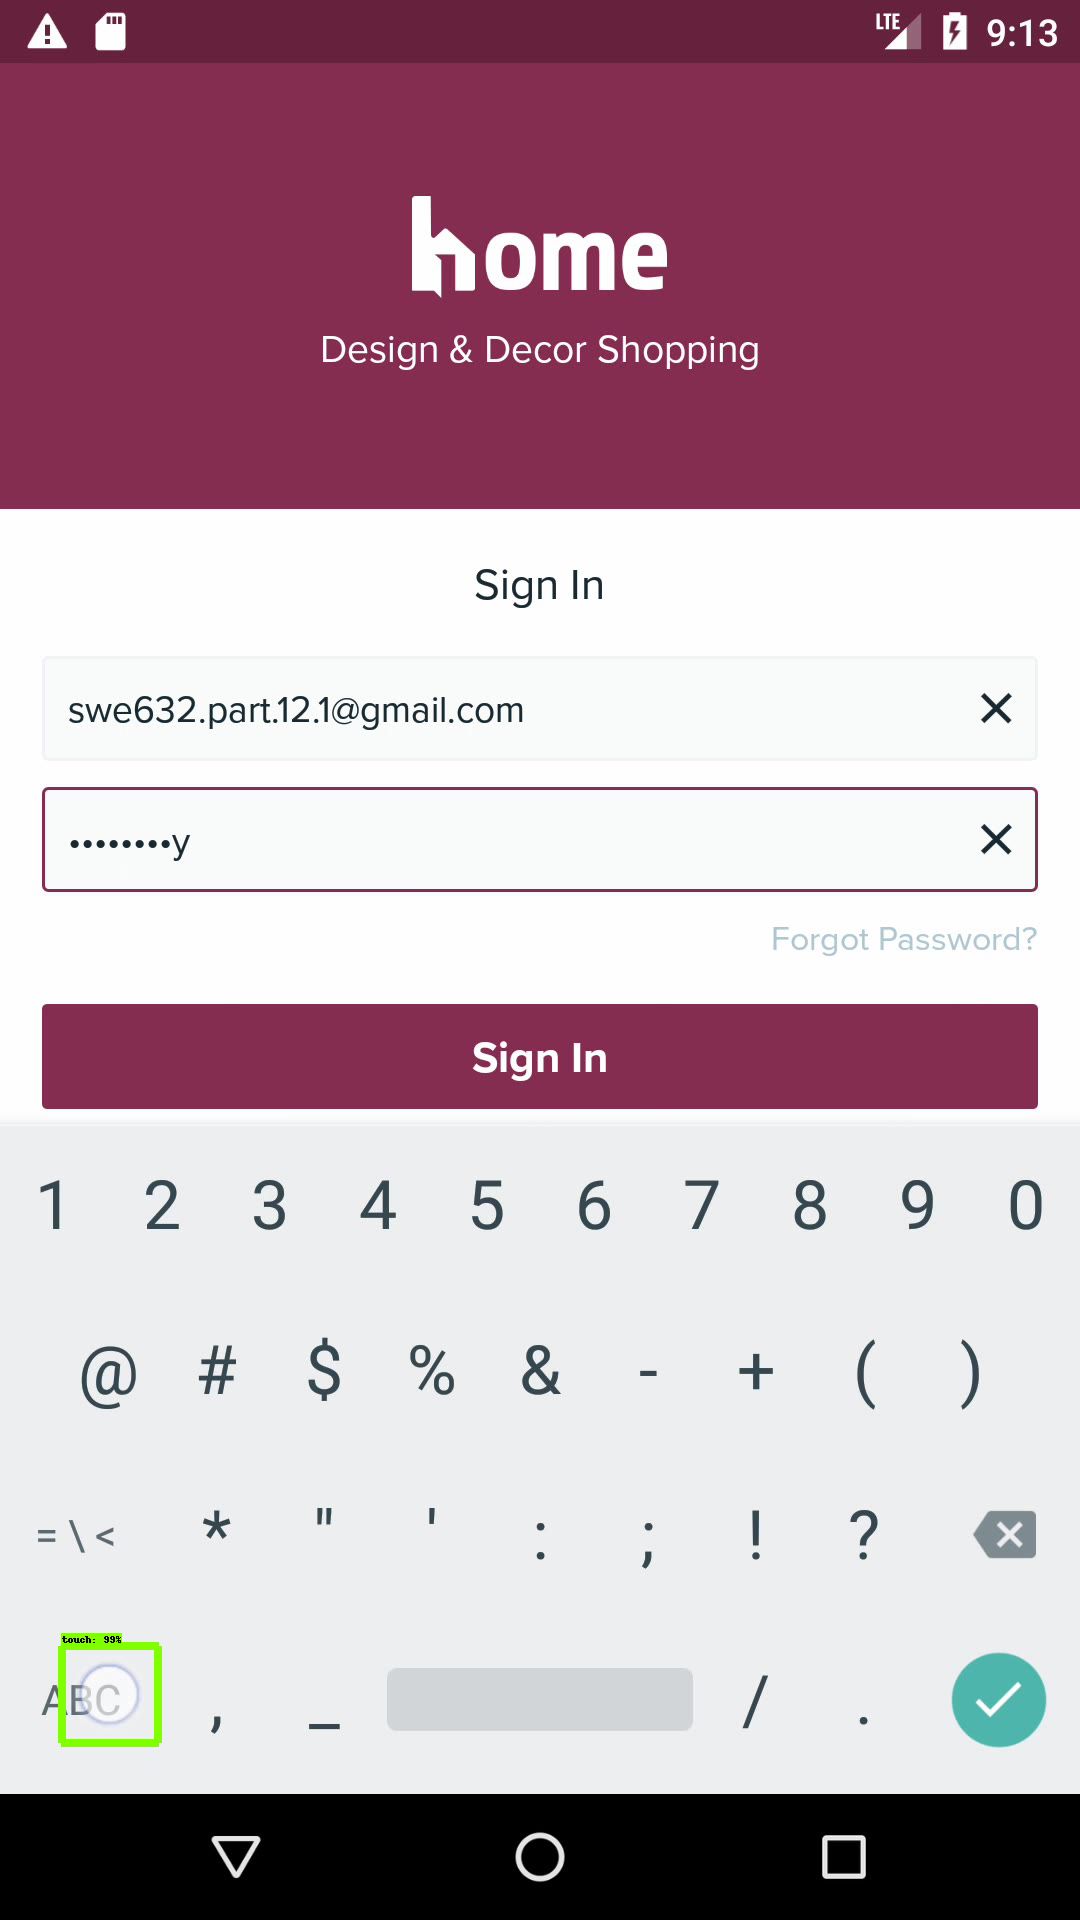 LTE 9:13
home
Design & Decor Shopping
Sign In
swe632.part.12.1@gmail.com
••••••••y
Forgot Password?
Sign In
1 2 3 4 5 6 7 8 9 0
@ # $ % & - + ( )
= \ < * " ' : ; ! ?
touch: 99%
ABC , _ / .